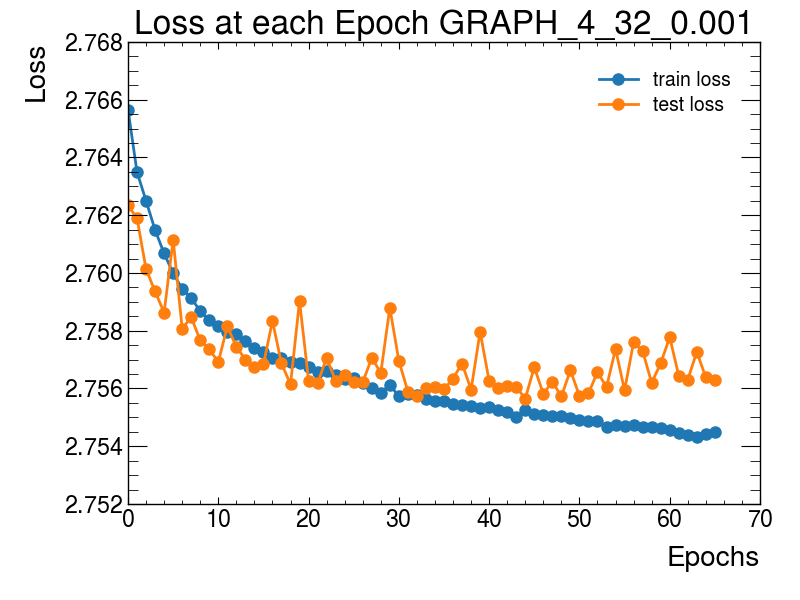 Loss at each Epoch GRAPH_4_32_0.001
Loss
2.768
2.766
2.764
2.762
2.760
2.758
2.756
2.754
2.752
train loss
test loss
0 10 20 30 40 50 60 70
Epochs